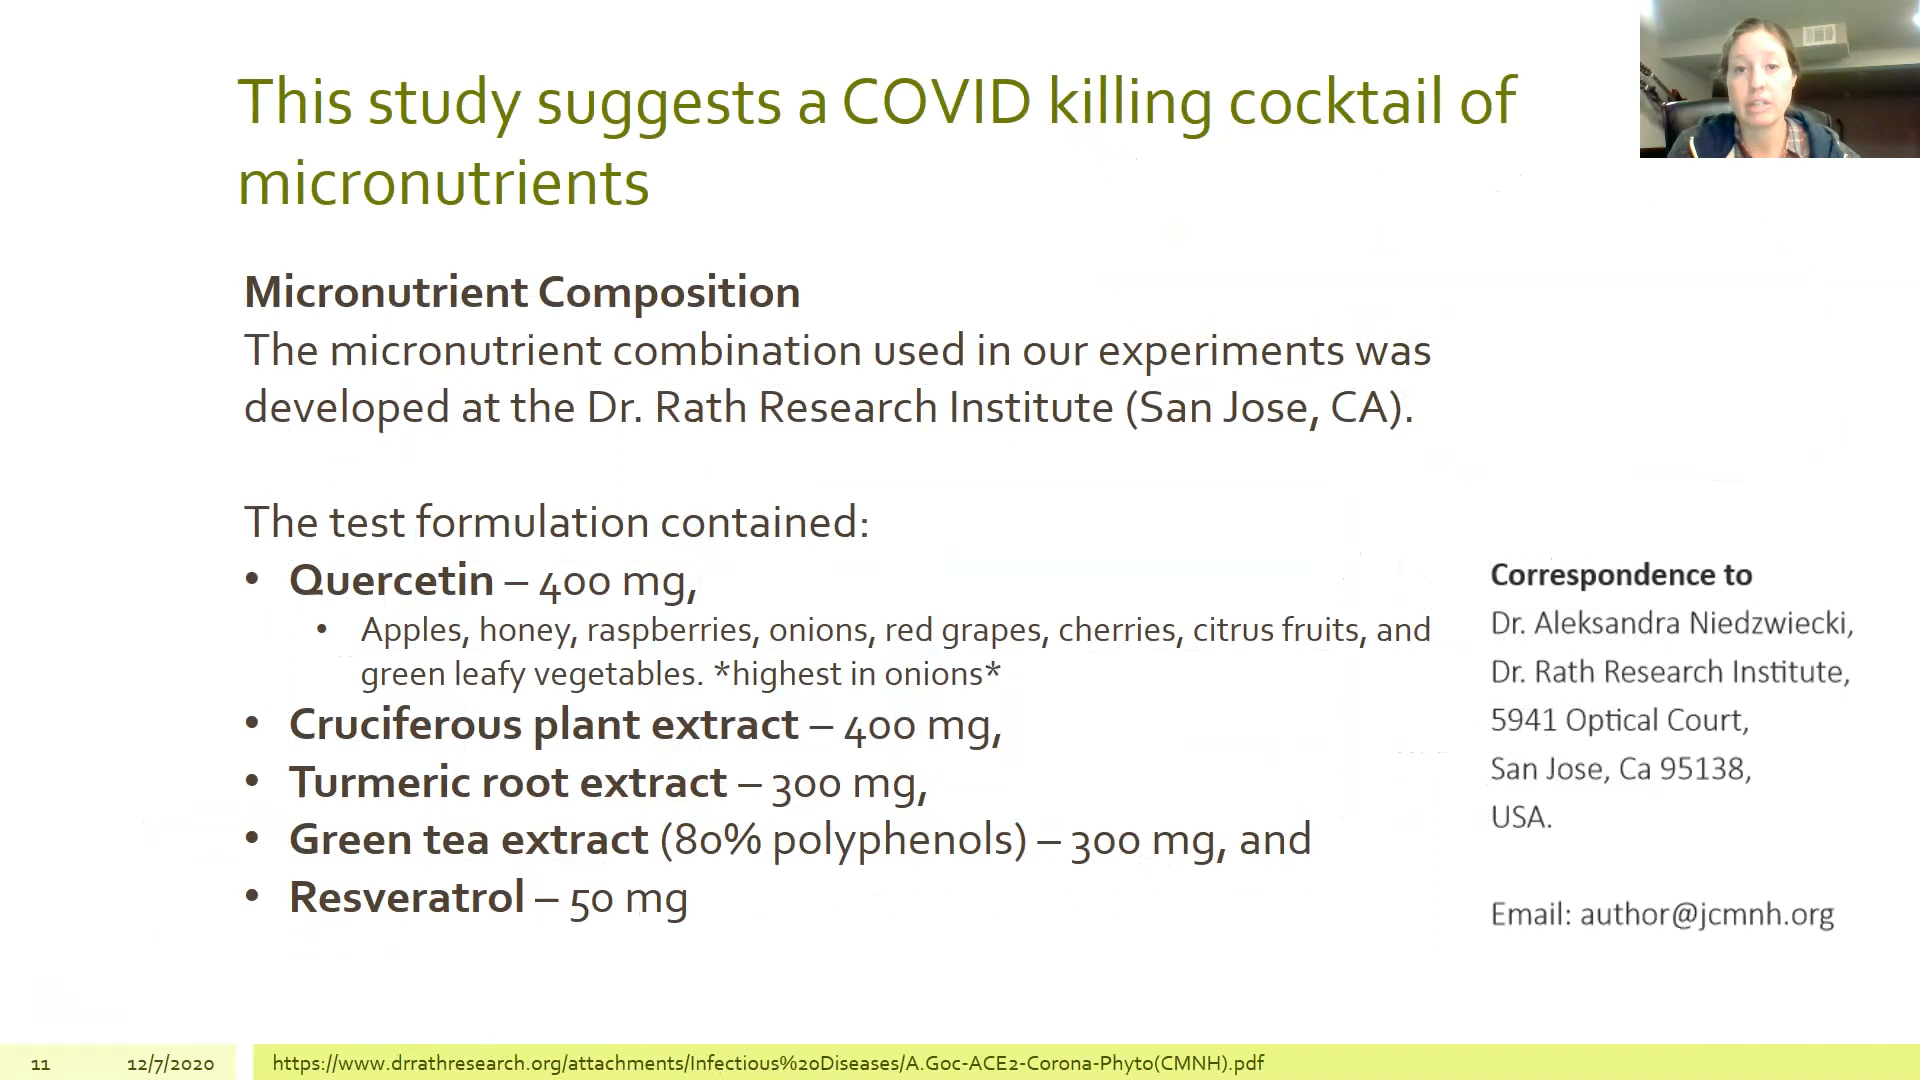 This study suggests a COVID killing cocktail of
micronutrients
Micronutrient Composition
The micronutrient combination used in our experiments was
developed at the Dr. Rath Research Institute (San Jose, CA).
The test formulation contained:
• Quercetin – 400 mg,
• Apples, honey, raspberries, onions, red grapes, cherries, citrus fruits, and
green leafy vegetables. *highest in onions*
• Cruciferous plant extract – 400 mg,
• Turmeric root extract – 300 mg,
• Green tea extract (80% polyphenols) – 300 mg, and
• Resveratrol – 50 mg
Correspondence to
Dr. Aleksandra Niedzwiecki,
Dr. Rath Research Institute,
5941 Optical Court,
San Jose, Ca 95138,
USA.
Email: author@jcmnh.org
11
12/7/2020
https://www.drrathresearch.org/attachments/Infectious%20Diseases/A.Goc-ACE2-Corona-Phyto(CMNH).pdf